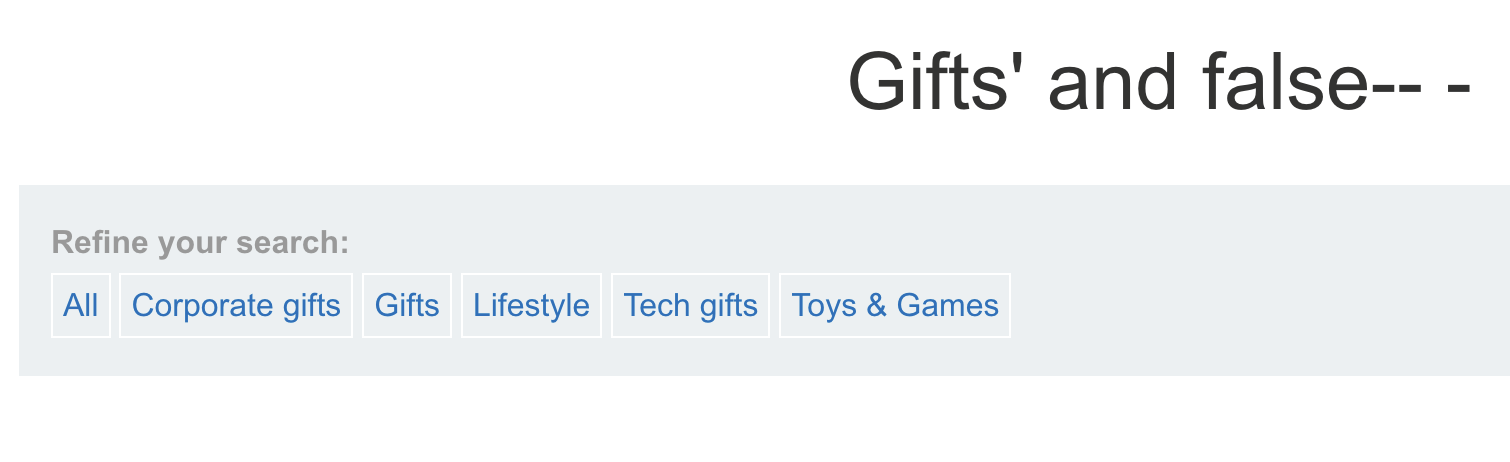 Gifts' and false-- -
Refine your search:
All Corporate gifts Gifts Lifestyle Tech gifts Toys & Games